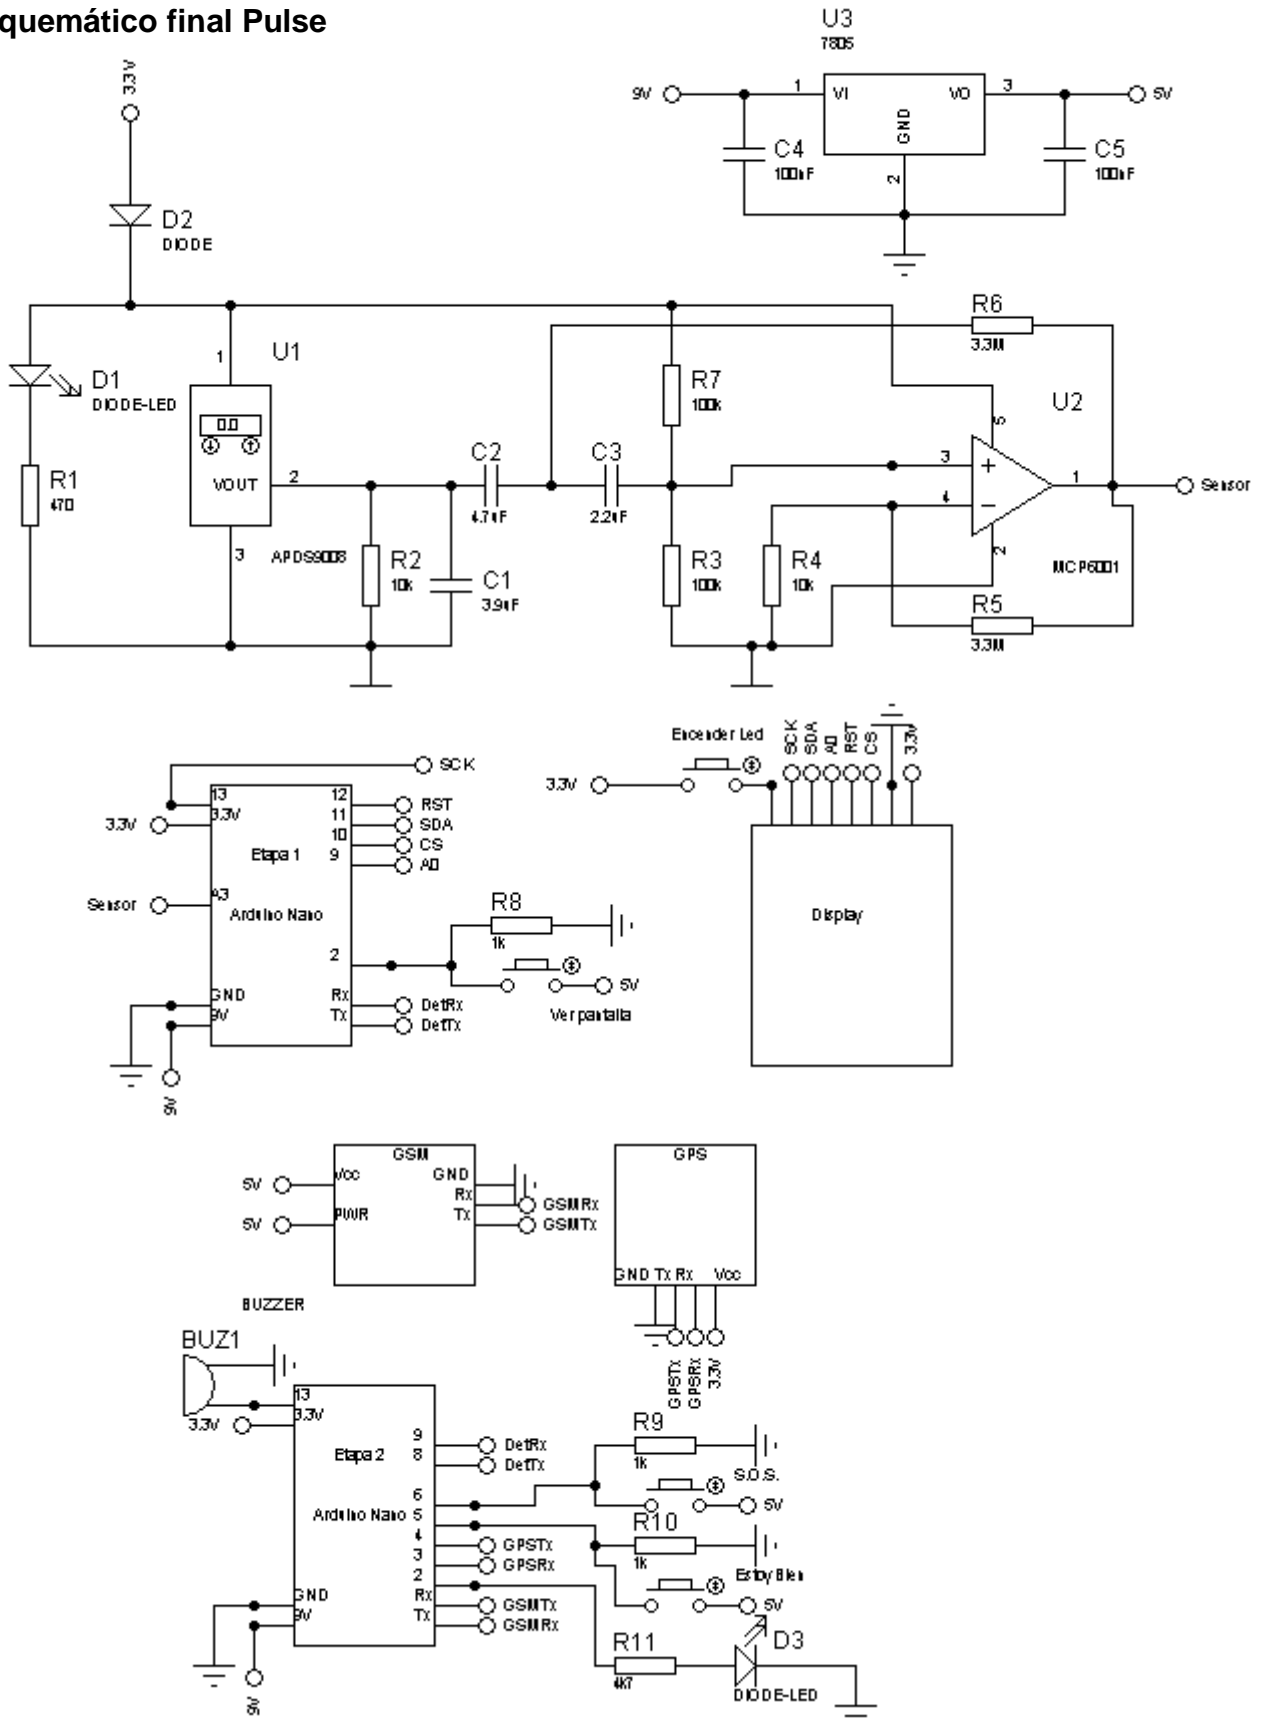 quemático final Pulse
U3
7805
9V
1
VI
VO
3
5V
GND
2
C4
100nF
C5
100nF
3.3V
D2
DIODE
D1
DIODE-LED
R1
470
U1
1
0.0
VOUT
2
3
APDS9008
R2
10k
C1
3.9uF
C2
4.7uF
C3
2.2uF
R7
100k
R3
100k
R4
10k
R6
3.3M
U2
5
3
4
1
2
Sensor
MCP6001
R5
3.3M
SCK
13
3.3V
3.3V
12
11
10
9
RST
SDA
CS
A0
Etapa 1
Sensor
A3
Arduino Nano
2
R8
1k
5V
Ver pantalla
GND
9V
Rx
Tx
DetRx
DetTx
9V
Encender Led
3.3V
SCK
SDA
A0
RST
CS
3.3V
Display
GSM
5V
Vcc
GND
Rx
GSMRx
5V
PWR
Tx
GSMTx
GPS
GND Tx Rx Vcc
GPSTx
GPSRx
3.3V
BUZZER
BUZ1
13
3.3V
3.3V
Etapa 2
Arduino Nano
9
8
6
5
4
3
2
Rx
Tx
DetRx
DetTx
GPSTx
GPSRx
GSMTx
GSMRx
GND
9V
9V
R9
1k
S.O.S.
5V
R10
1k
Estoy Bien
5V
R11
4k7
D3
DIODE-LED